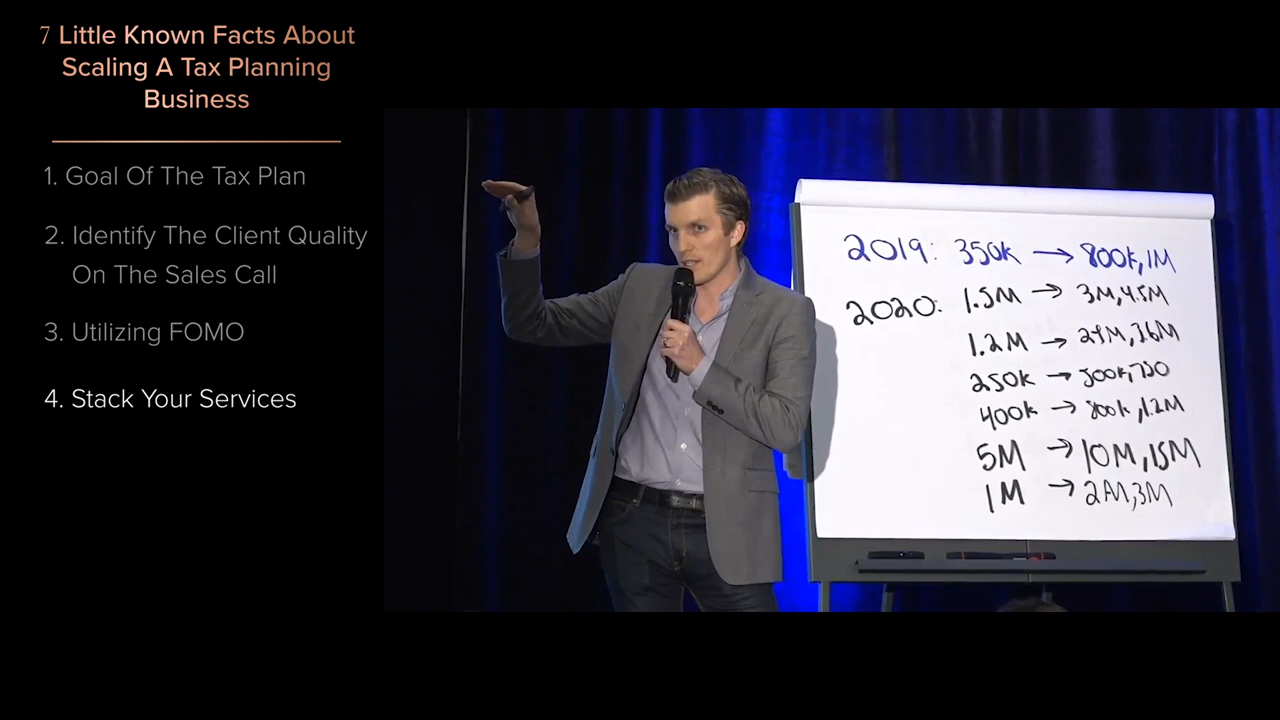 7 Little Known Facts About
Scaling A Tax Planning
Business
1. Goal Of The Tax Plan
2. Identify The Client Quality
On The Sales Call
3. Utilizing FOMO
4. Stack Your Services
2019: 350k → 800k, 1M
2020: 1.5M → 3M, 4.5M
1.2M → 2.4M, 3.6M
250k → 500k, 750
400k → 800k, 1.2M
5M → 10M, 15M
1M → 2M, 3M